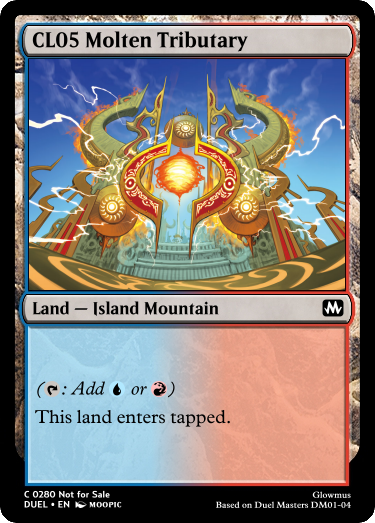 CL05 Molten Tributary
Land — Island Mountain
(: Add or )
This land enters tapped.
C 0280 Not for Sale
DUEL • EN MOOPIC
Glowmus
Based on Duel Masters DM01-04